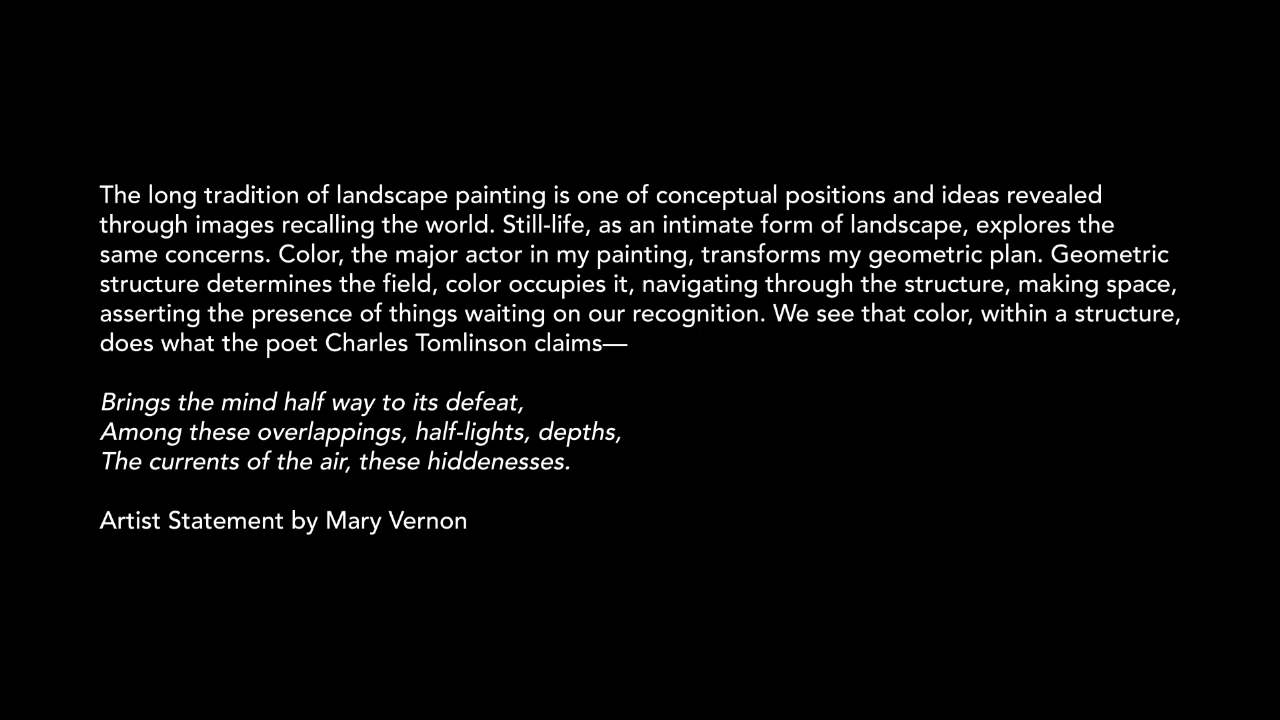 The long tradition of landscape painting is one of conceptual positions and ideas revealed
through images recalling the world. Still-life, as an intimate form of landscape, explores the
same concerns. Color, the major actor in my painting, transforms my geometric plan. Geometric
structure determines the field, color occupies it, navigating through the structure, making space,
asserting the presence of things waiting on our recognition. We see that color, within a structure,
does what the poet Charles Tomlinson claims—
Brings the mind half way to its defeat,
Among these overlappings, half-lights, depths,
The currents of the air, these hiddenesses.
Artist Statement by Mary Vernon